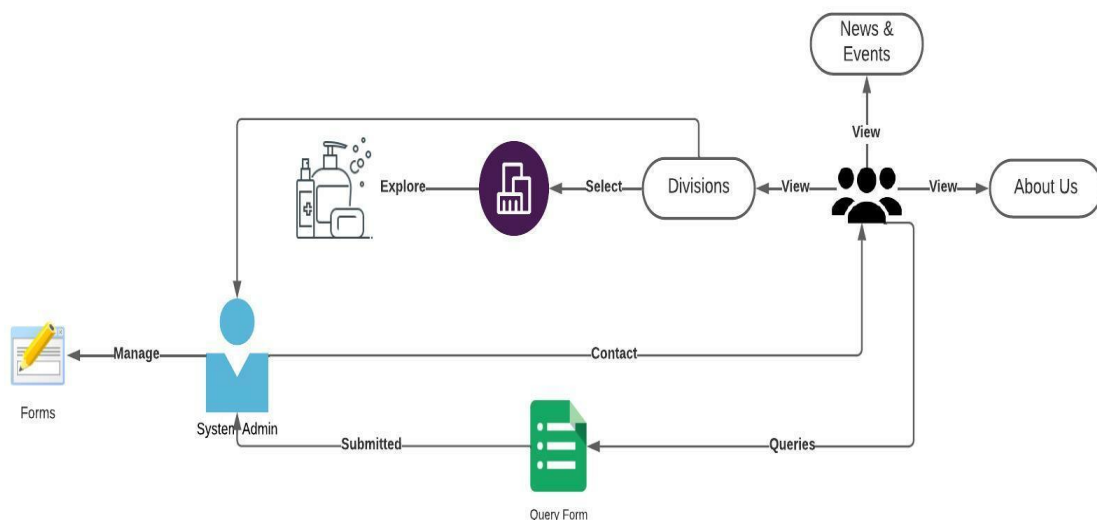 News &
Events
View
Explore
Select
Divisions
View
View
About Us
Manage
Contact
Forms
System Admin
Submitted
Queries
Query Form